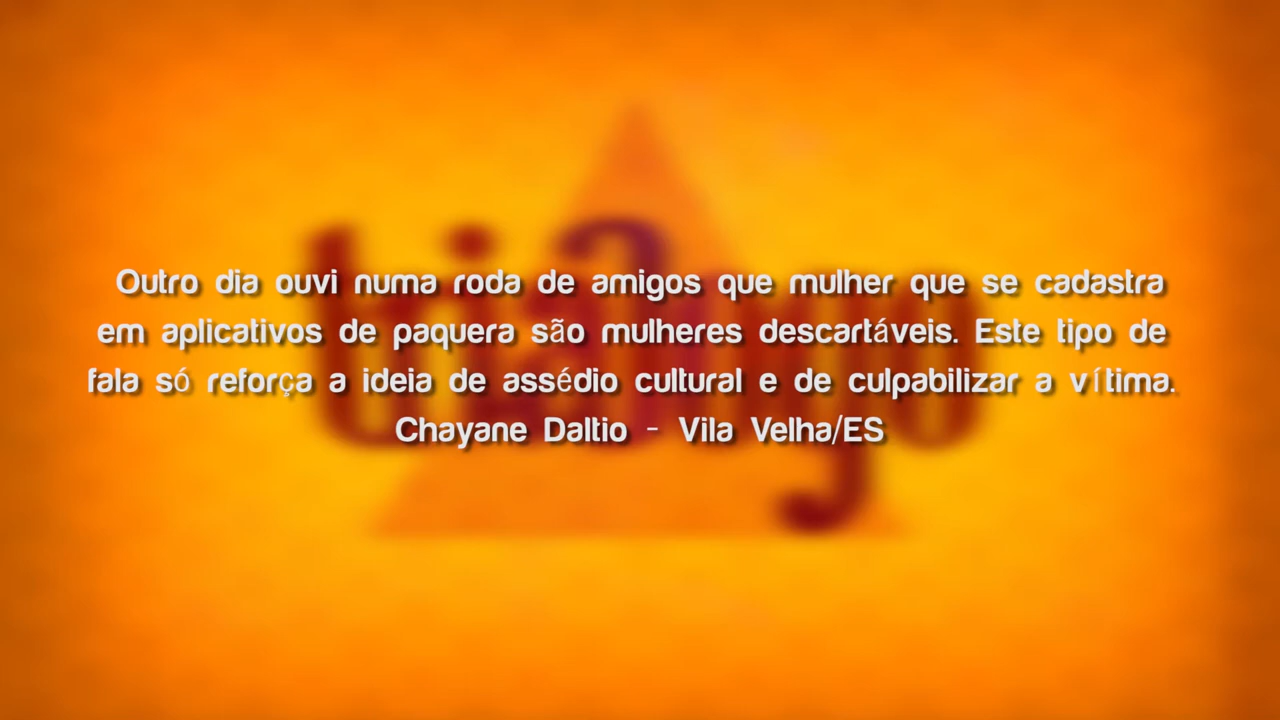 Outro dia ouvi numa roda de amigos que mulher que se cadastra
em aplicativos de paquera são mulheres descartáveis. Este tipo de
fala só reforça a ideia de assédio cultural e de culpabilizar a vítima.
Chayane Daltio - Vila Velha/ES